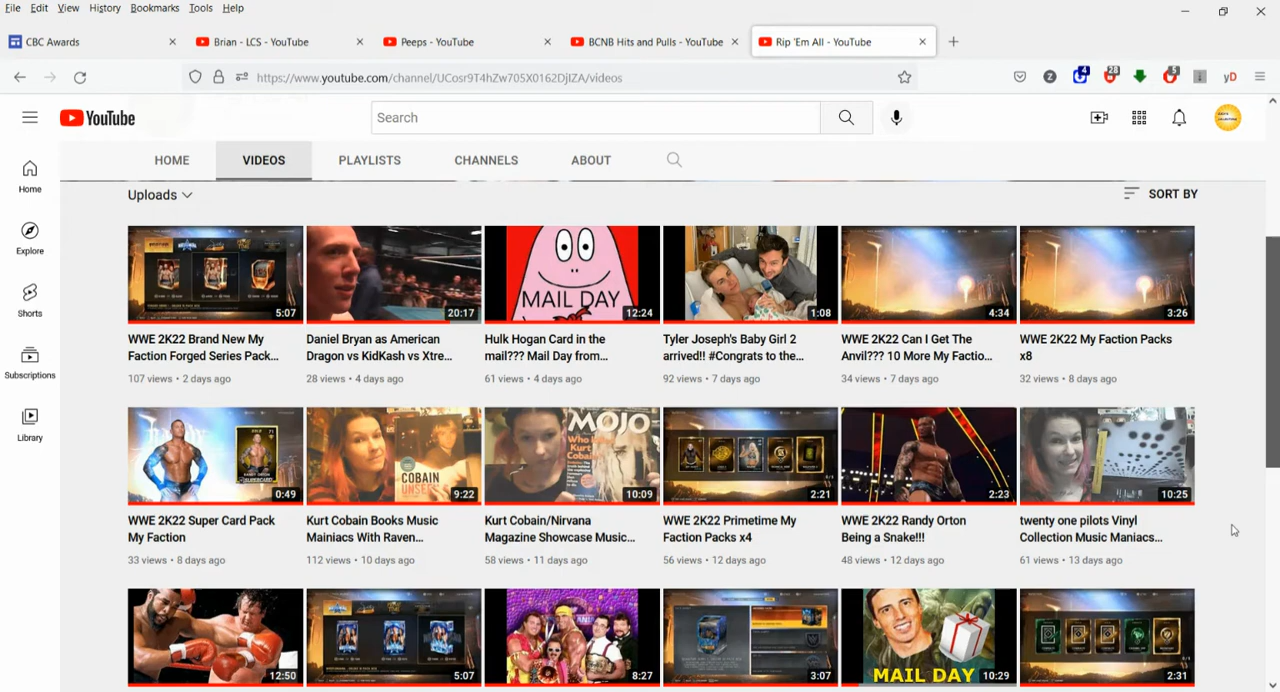 File Edit View History Bookmarks Tools Help
CBC Awards
Brian - LCS - YouTube
Peeps - YouTube
BCNB Hits and Pulls - YouTube
Rip 'Em All - YouTube
https://www.youtube.com/channel/UCosr9T4hZw705X0162DjIZA/videos
4
28
5
Z
yD
YouTube
Search
HOME VIDEOS PLAYLISTS CHANNELS ABOUT
Home
Explore
Shorts
Subscriptions
Library
Uploads
SORT BY
MAIL DAY
5:07 20:17 12:24 1:08 4:34 3:26
WWE 2K22 Brand New My
Faction Forged Series Pack...
107 views • 2 days ago
Daniel Bryan as American
Dragon vs KidKash vs Xtre...
28 views • 4 days ago
Hulk Hogan Card in the
mail??? Mail Day from...
61 views • 4 days ago
Tyler Joseph's Baby Girl 2
arrived!! #Congrats to the...
92 views • 7 days ago
WWE 2K22 Can I Get The
Anvil??? 10 More My Factio...
34 views • 7 days ago
WWE 2K22 My Faction Packs
x8
32 views • 8 days ago
COBAIN
UNSEEN
MOJO
Who is
Kurt
Cobain
0:49 9:22 10:09 2:21 2:23 10:25
WWE 2K22 Super Card Pack
My Faction
33 views • 8 days ago
Kurt Cobain Books Music
Mainiacs With Raven...
112 views • 10 days ago
Kurt Cobain/Nirvana
Magazine Showcase Music...
58 views • 11 days ago
WWE 2K22 Primetime My
Faction Packs x4
56 views • 12 days ago
WWE 2K22 Randy Orton
Being a Snake!!!
48 views • 12 days ago
twenty one pilots Vinyl
Collection Music Maniacs...
61 views • 13 days ago
MAIL DAY
12:50 5:07 8:27 3:07 10:29 2:31